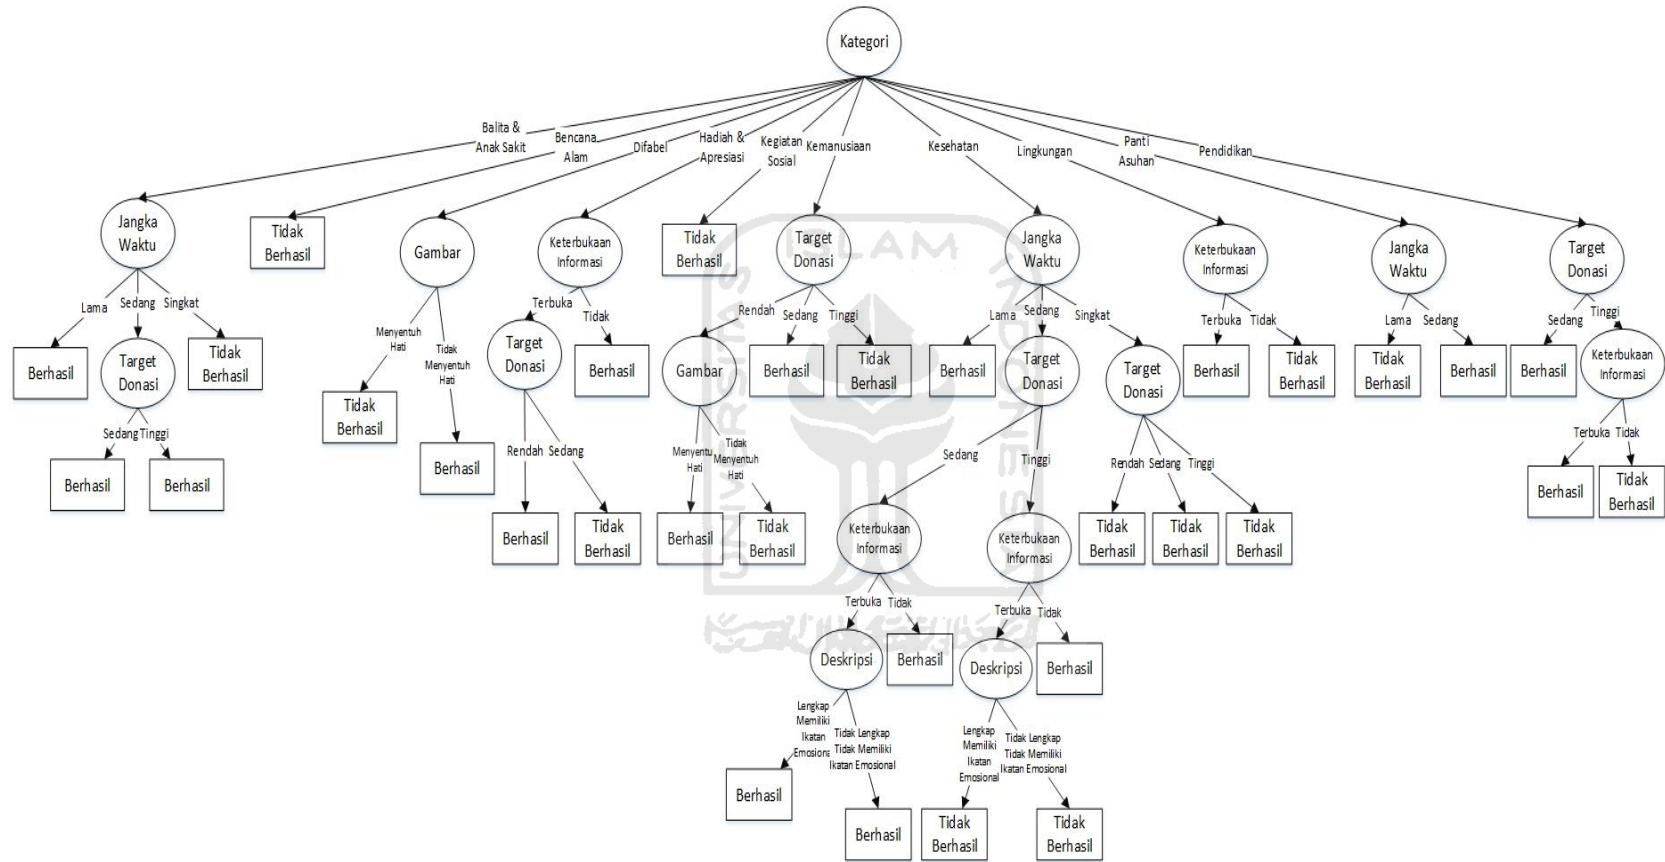 Kategori
Balita &
Anak Sakit
Bencana
Alam
Difabel
Hadiah &
Apresiasi
Kegiatan
Sosial
Kemanusiaan
Kesehatan
Lingkungan
Panti
Asuhan
Pendidikan
Jangka
Waktu
Tidak
Berhasil
Gambar
Keterbukaan
Informasi
Tidak
Berhasil
Target
Donasi
Jangka
Waktu
Keterbukaan
Informasi
Jangka
Waktu
Target
Donasi
ISLAM
UNIVERSITAS
INDONESIA
Lama
Sedang
Singkat
Menyentuh
Hati
Tidak
Menyentuh
Hati
Terbuka
Tidak
Rendah
Sedang
Tinggi
Lama
Sedang
Singkat
Terbuka
Tidak
Lama
Sedang
Sedang
Tinggi
Berhasil
Target
Donasi
Tidak
Berhasil
Tidak
Berhasil
Berhasil
Target
Donasi
Berhasil
Gambar
Berhasil
Tidak
Berhasil
Berhasil
Target
Donasi
Target
Donasi
Berhasil
Tidak
Berhasil
Tidak
Berhasil
Berhasil
Berhasil
Keterbukaan
Informasi
Sedang
Tinggi
Berhasil
Berhasil
Rendah
Sedang
Berhasil
Tidak
Berhasil
Menyentu
Hati
Tidak
Menyentuh
Hati
Berhasil
Tidak
Berhasil
Sedang
Tinggi
Keterbukaan
Informasi
Keterbukaan
Informasi
Rendah
Sedang
Tinggi
Tidak
Berhasil
Tidak
Berhasil
Tidak
Berhasil
Terbuka
Tidak
Berhasil
Tidak
Berhasil
Terbuka
Tidak
Deskripsi
Berhasil
Terbuka
Tidak
Deskripsi
Berhasil
Lengkap
Memiliki
Ikatan
Emosiona
Tidak Lengkap
Tidak Memiliki
Ikatan Emosional
Berhasil
Berhasil
Lengkap
Memiliki
Ikatan
Emosional
Tidak Lengkap
Tidak Memiliki
Ikatan Emosional
Tidak
Berhasil
Tidak
Berhasil